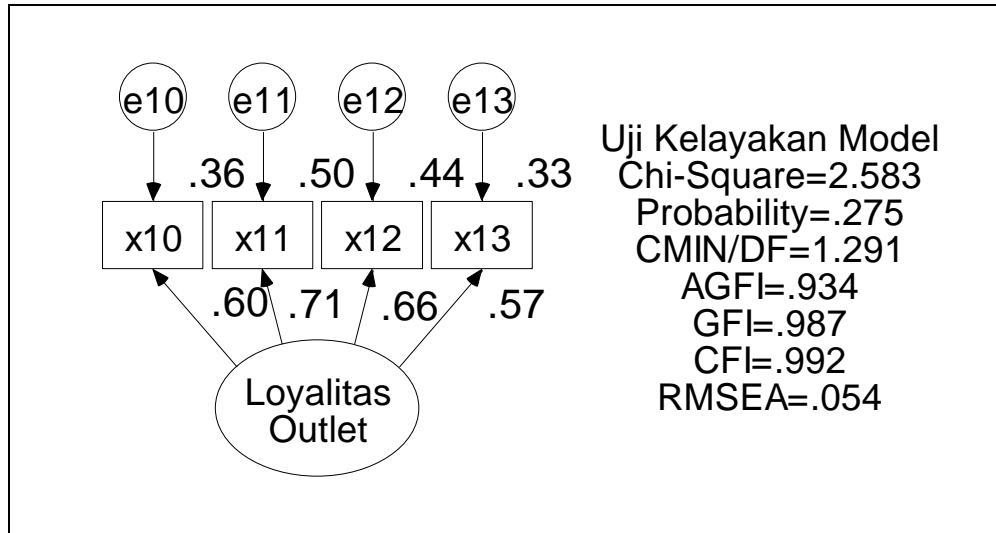 e10 e11 e12 e13
.36 .50 .44 .33
x10 x11 x12 x13
.60 .71 .66 .57
Loyalitas
Outlet
Uji Kelayakan Model
Chi-Square=2.583
Probability=.275
CMIN/DF=1.291
AGFI=.934
GFI=.987
CFI=.992
RMSEA=.054